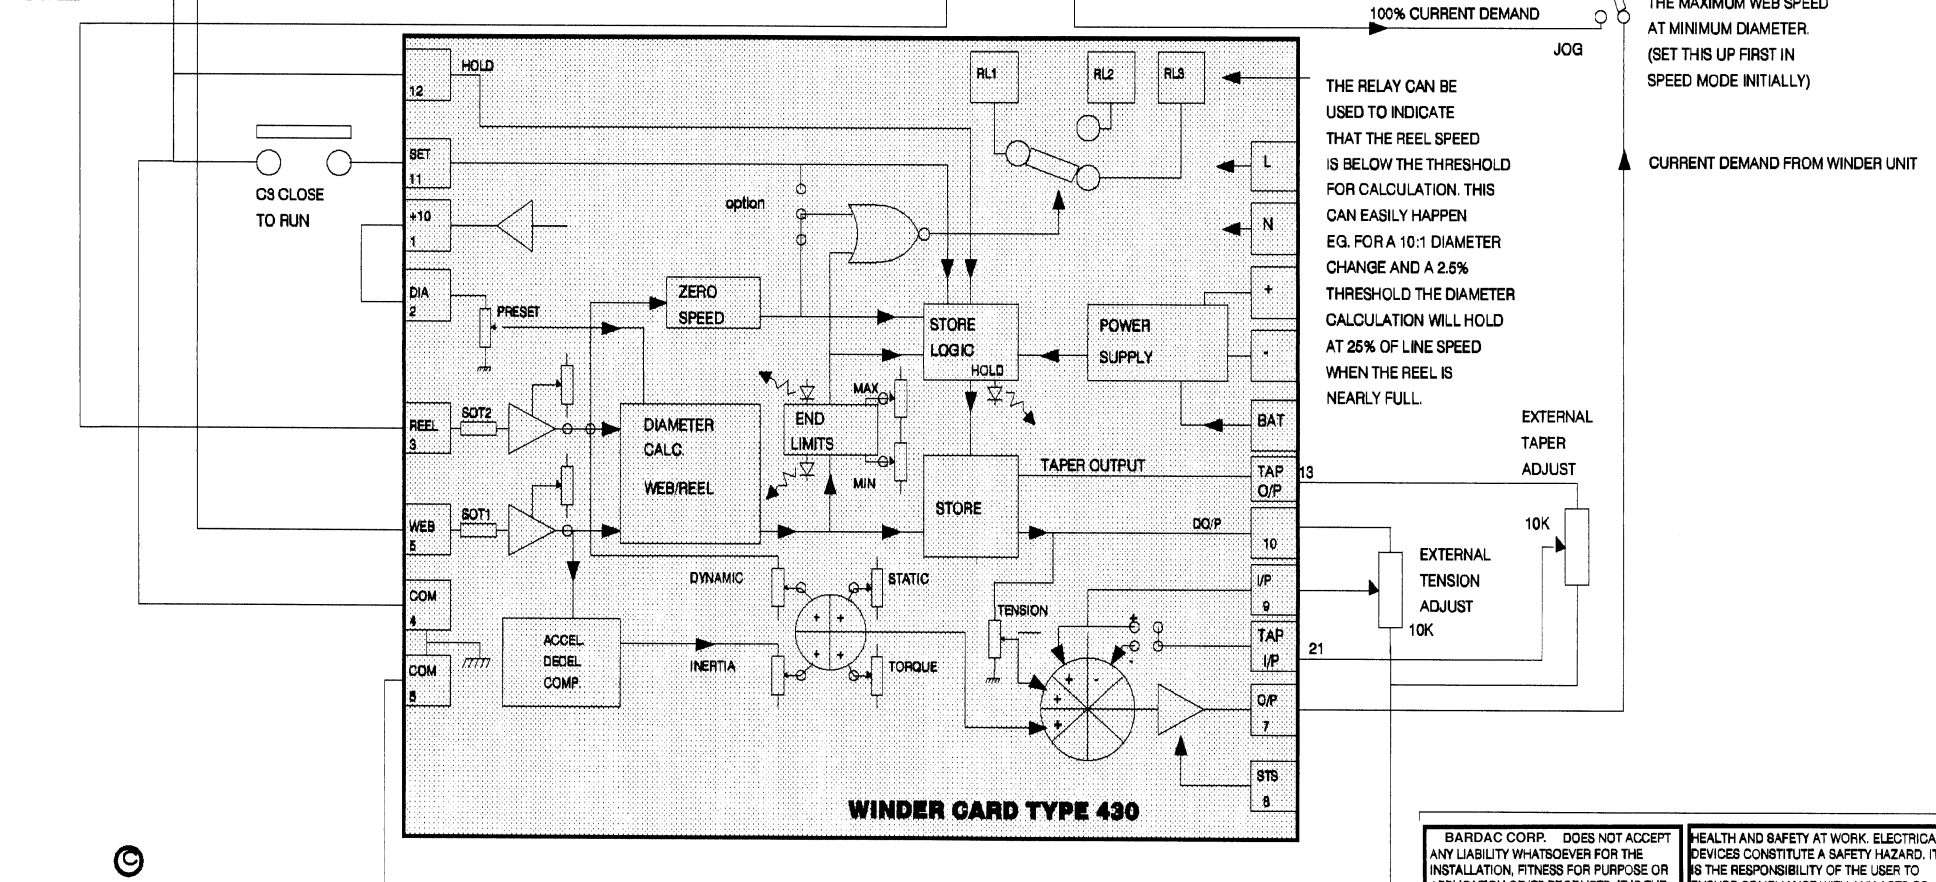 100% CURRENT DEMAND
JOG
THE MAXIMUM WEB SPEED
AT MINIMUM DIAMETER.
(SET THIS UP FIRST IN
SPEED MODE INITIALLY)
HOLD
12
SET
11
C3 CLOSE
TO RUN
+10
1
DIA
2
PRESET
option
RL1
RL2
RL3
L
N
+
-
BAT
THE RELAY CAN BE
USED TO INDICATE
THAT THE REEL SPEED
IS BELOW THE THRESHOLD
FOR CALCULATION. THIS
CAN EASILY HAPPEN
EG. FOR A 10:1 DIAMETER
CHANGE AND A 2.5%
THRESHOLD THE DIAMETER
CALCULATION WILL HOLD
AT 25% OF LINE SPEED
WHEN THE REEL IS
NEARLY FULL.
CURRENT DEMAND FROM WINDER UNIT
ZERO
SPEED
STORE
LOGIC
HOLD
POWER
SUPPLY
REEL
3
SOT2
DIAMETER
CALC.
WEB/REEL
END
LIMITS
MAX
MIN
WEB
5
SOT1
STORE
TAPER OUTPUT
TAP
O/P
13
DO/P
10
EXTERNAL
TAPER
ADJUST
10K
EXTERNAL
TENSION
ADJUST
10K
COM
4
COM
6
ACCEL
DECEL
COMP.
DYNAMIC
STATIC
INERTIA
TORQUE
+ +
+ +
TENSION
I/P
9
+
-
TAP
I/P
21
+ -
+
+
O/P
7
STS
8
WINDER CARD TYPE 430
©
BARDAC CORP. DOES NOT ACCEPT
ANY LIABILITY WHATSOEVER FOR THE
INSTALLATION, FITNESS FOR PURPOSE OR
HEALTH AND SAFETY AT WORK. ELECTRICA
DEVICES CONSTITUTE A SAFETY HAZARD. IT
IS THE RESPONSIBILITY OF THE USER TO